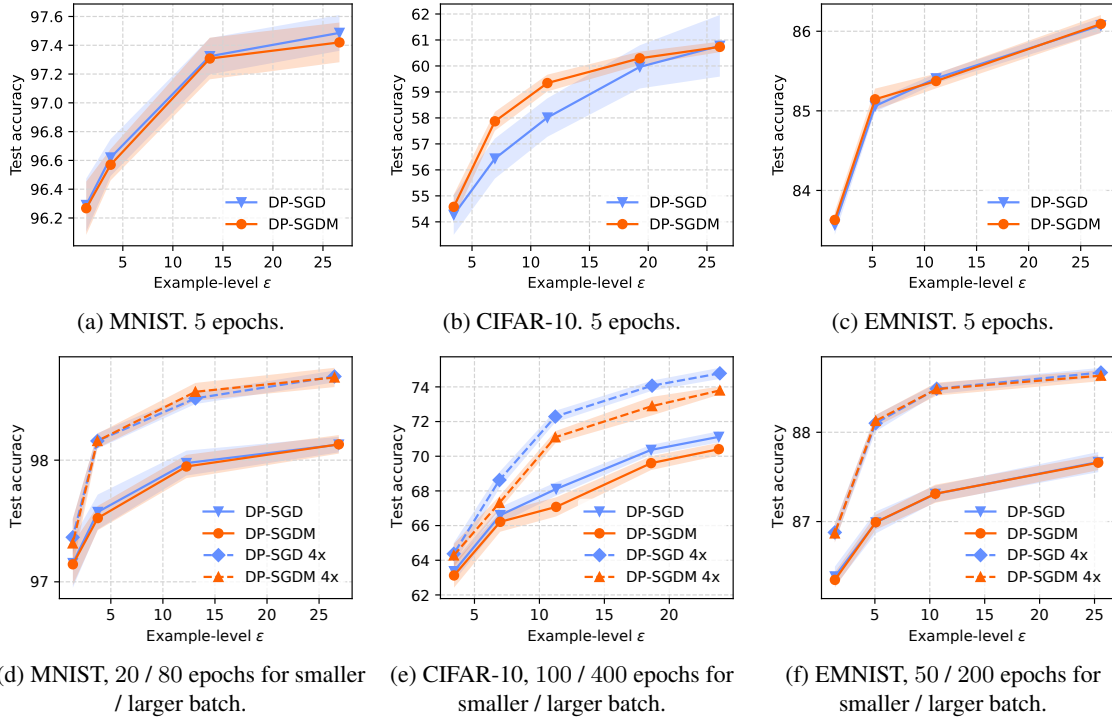 97.6
97.4
97.2
97.0
96.8
96.6
96.4
96.2
Test accuracy
DP-SGD
DP-SGDM
5 10 15 20 25
Example-level ε
(a) MNIST. 5 epochs.
62
61
60
59
58
57
56
55
54
Test accuracy
DP-SGD
DP-SGDM
5 10 15 20 25
Example-level ε
(b) CIFAR-10. 5 epochs.
86
85
84
Test accuracy
DP-SGD
DP-SGDM
5 10 15 20 25
Example-level ε
(c) EMNIST. 5 epochs.
98
97
Test accuracy
DP-SGD
DP-SGDM
DP-SGD 4x
DP-SGDM 4x
5 10 15 20 25
Example-level ε
(d) MNIST, 20 / 80 epochs for smaller
/ larger batch.
74
72
70
68
66
64
62
Test accuracy
DP-SGD
DP-SGDM
DP-SGD 4x
DP-SGDM 4x
5 10 15 20
Example-level ε
(e) CIFAR-10, 100 / 400 epochs for
smaller / larger batch.
88
87
Test accuracy
DP-SGD
DP-SGDM
DP-SGD 4x
DP-SGDM 4x
5 10 15 20 25
Example-level ε
(f) EMNIST, 50 / 200 epochs for
smaller / larger batch.